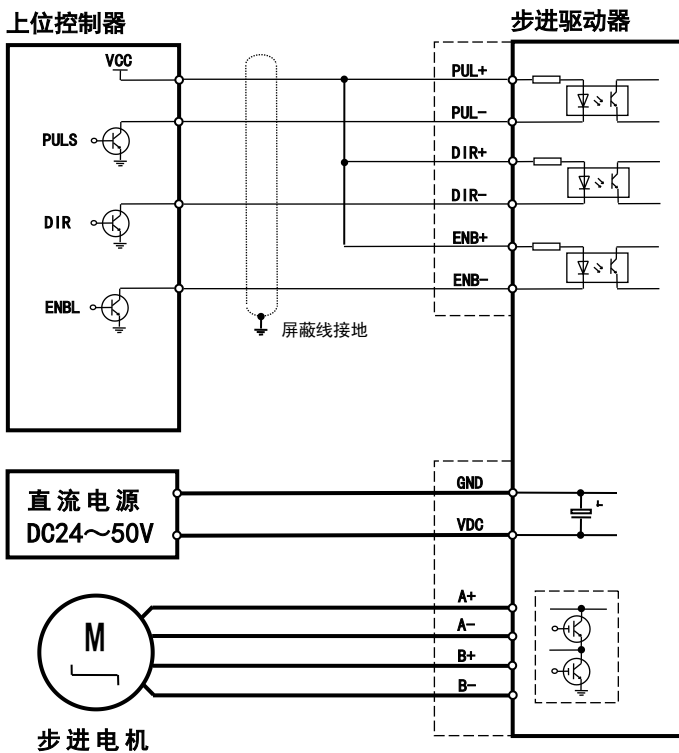 上位控制器
步进驱动器
VCC
PUL+
PULS
PUL-
DIR+
DIR
DIR-
ENB+
ENBL
ENB-
屏蔽线接地
直流电源
DC24～50V
GND
VDC
M
A+
A-
B+
B-
步进电机